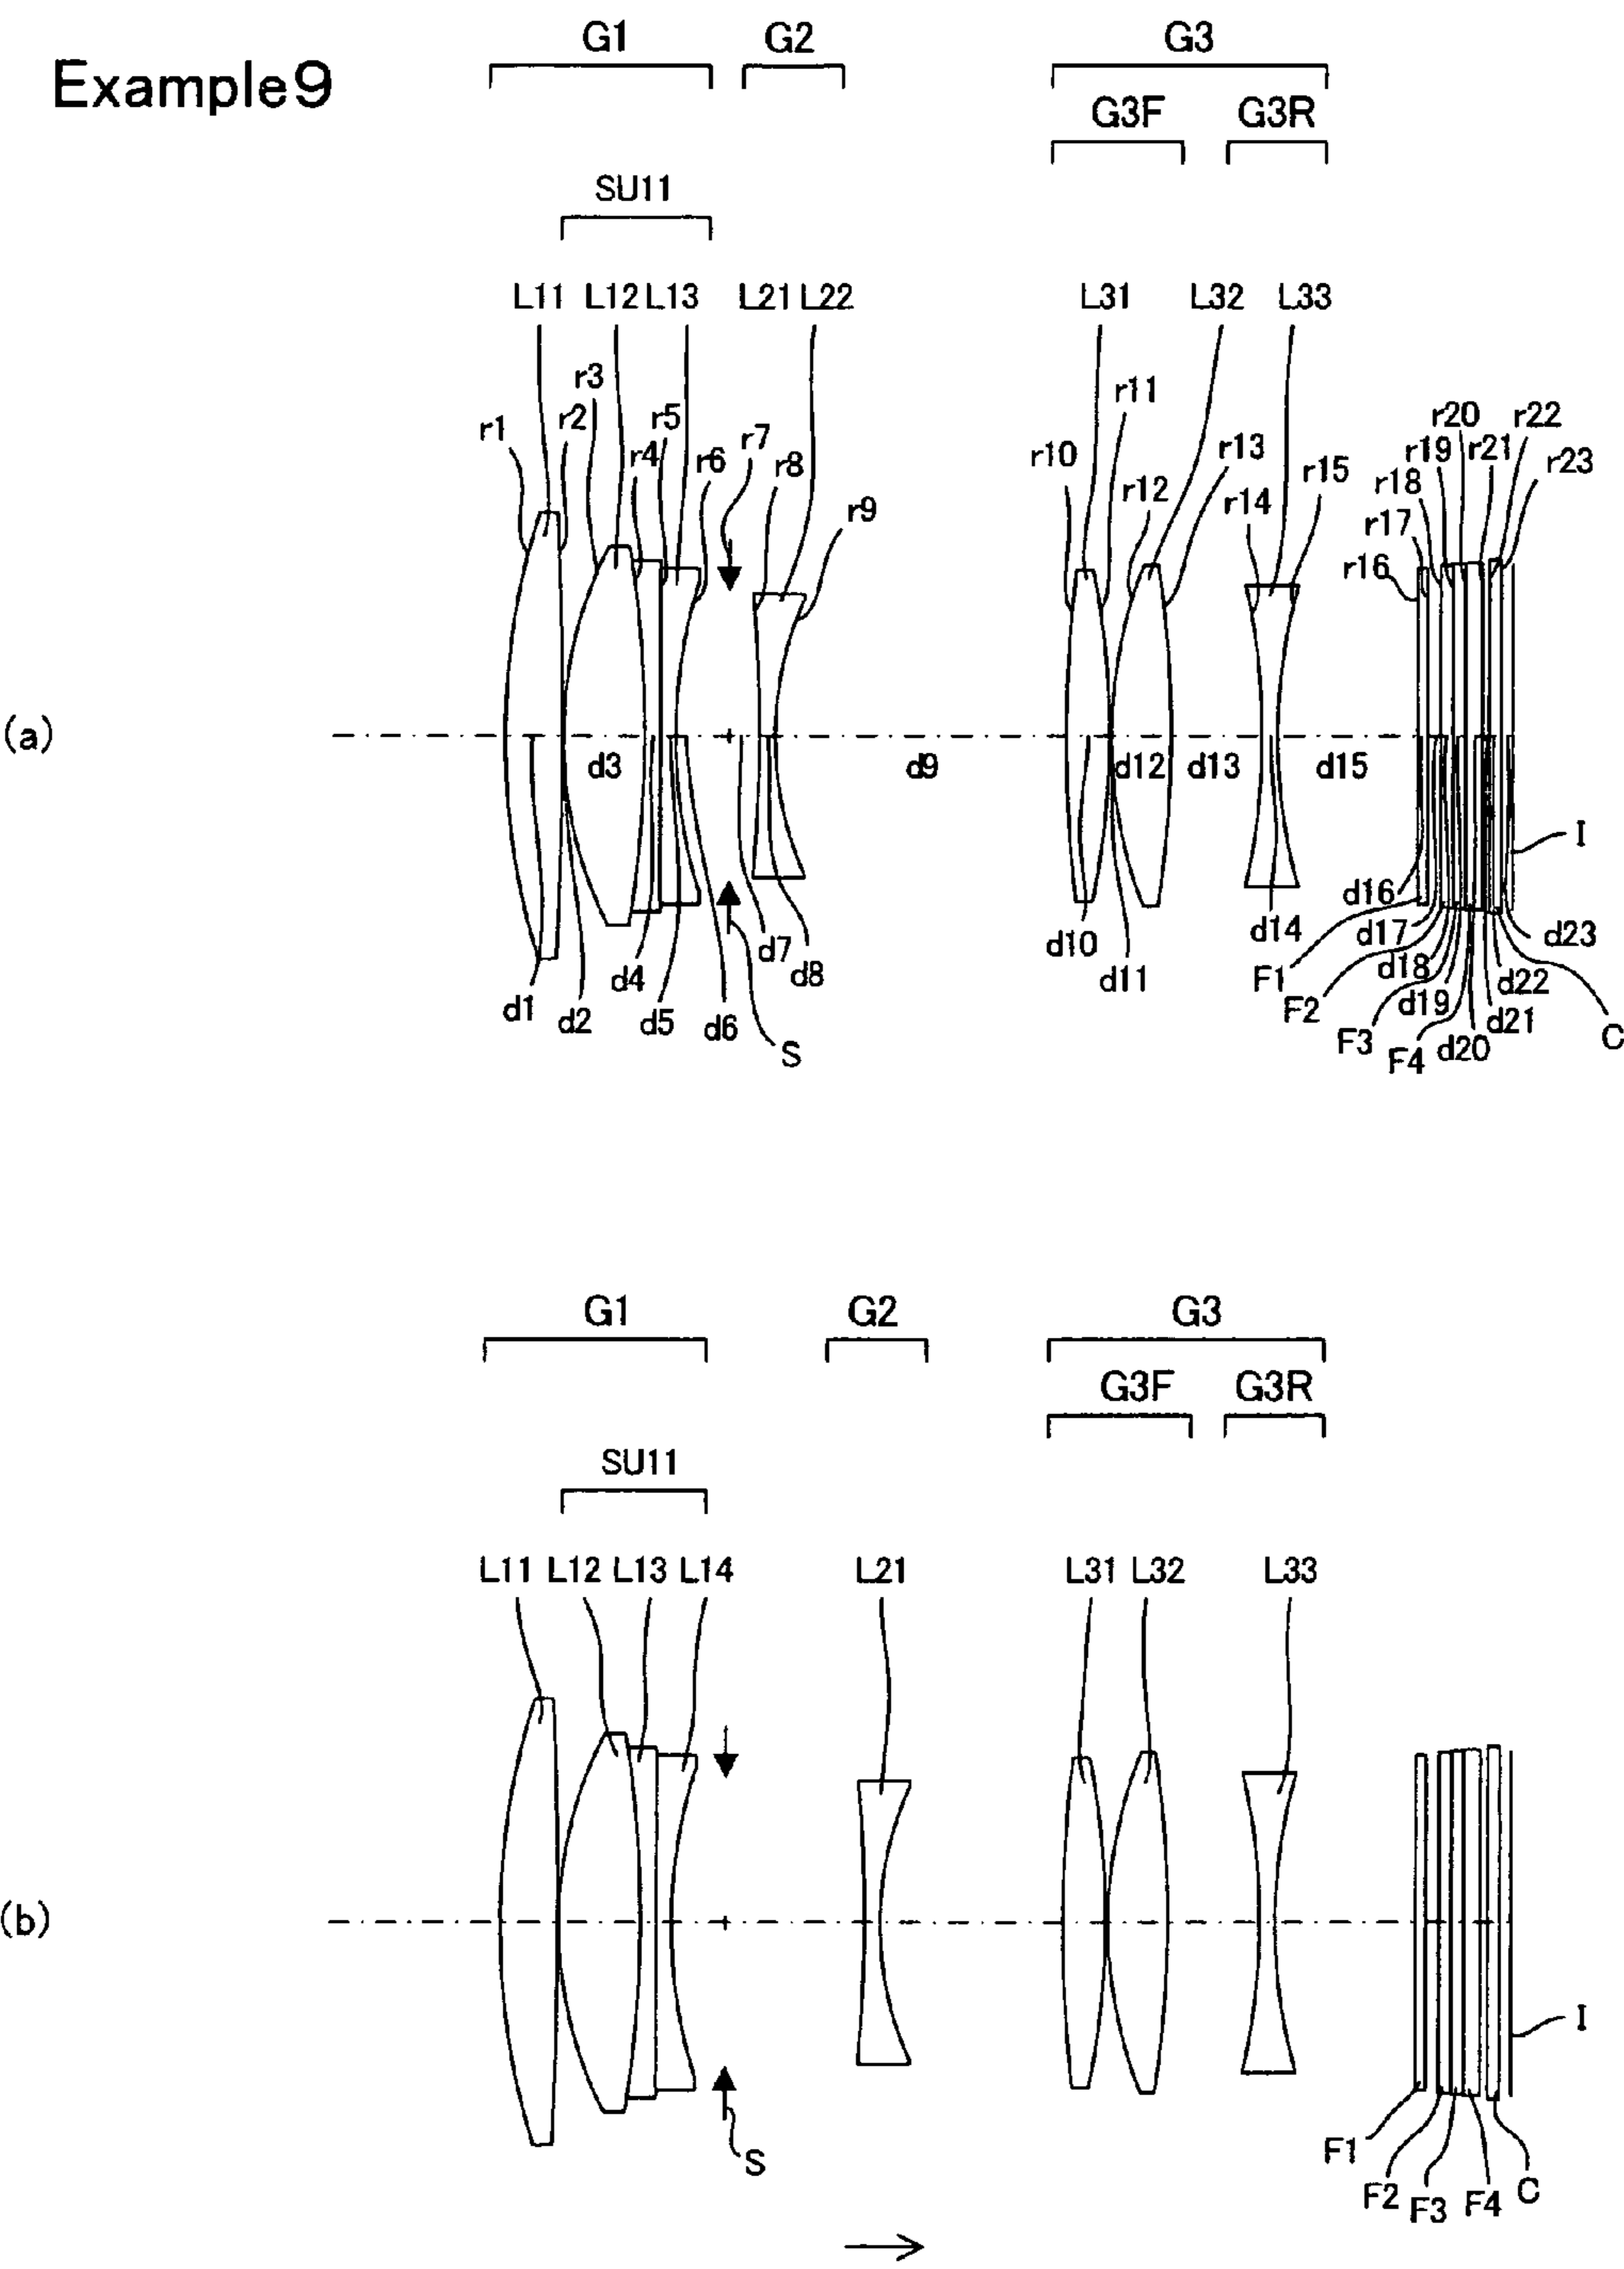 Example9
G1 G2 G3
G3F G3R
SU11
L11 L12 L13 L21 L22 L31 L32 L33
r1 r2 r3 r4 r5 r6 r7 r8 r9 r10 r11 r12 r13 r14 r15 r16 r17 r18 r19 r20 r21 r22 r23
(a)
d3 d9 d12 d13 d15
I
d1 d2 d4 d5 d6 d7 d8 d10 d11 d14 d16 d17 d18 d19 d20 d21 d22 d23
S F1 F2 F3 F4 C
G1 G2 G3
G3F G3R
SU11
L11 L12 L13 L14 L21 L31 L32 L33
(b)
I
S F1 F2 F3 F4 C